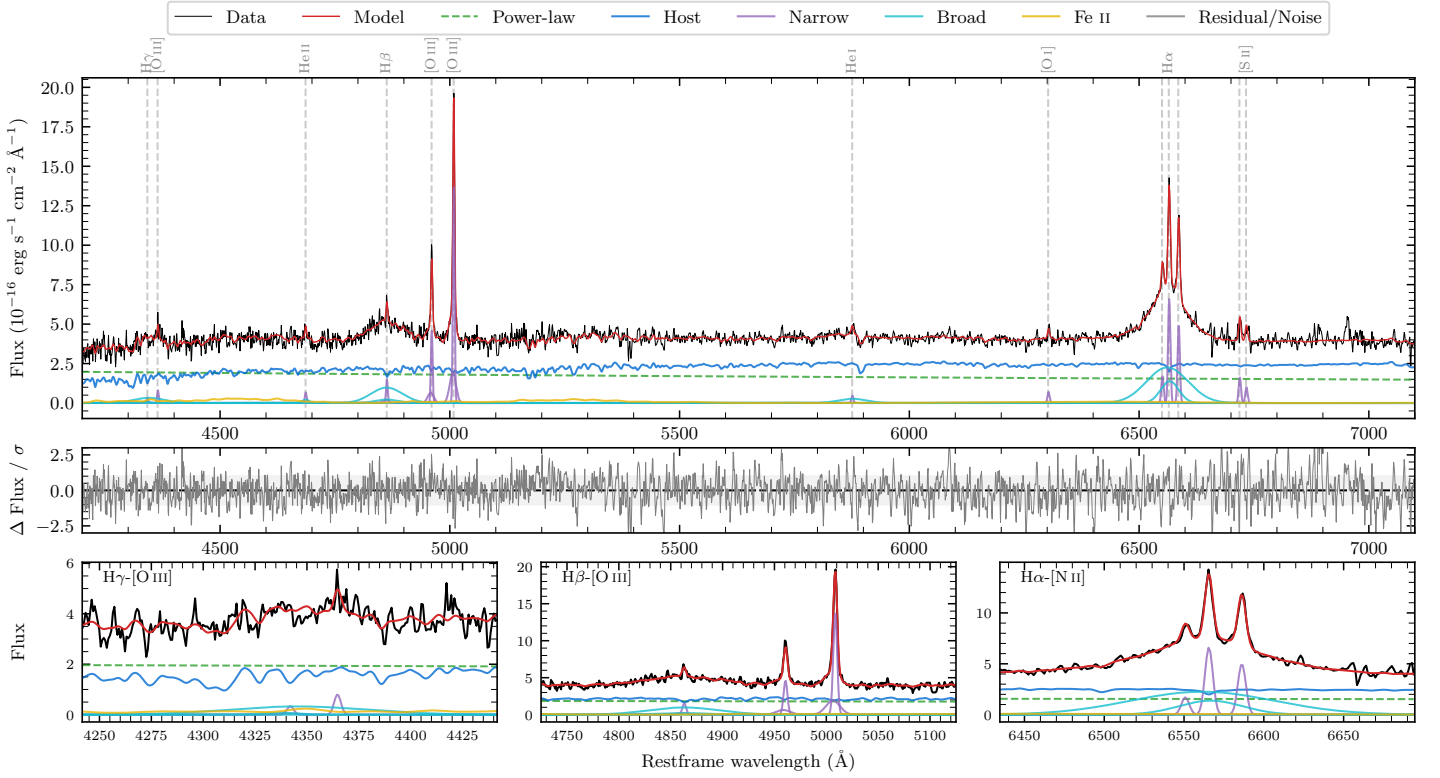 Data Model Power-law Host Narrow Broad Fe II Residual/Noise
Hγ [O III] He II Hβ [O III] [O III] He I [O I] Hα [S II]
Flux (10⁻¹⁶ erg s⁻¹ cm⁻² Å⁻¹)
20.0
17.5
15.0
12.5
10.0
7.5
5.0
2.5
0.0
4500 5000 5500 6000 6500 7000
Δ Flux / σ
2.5
0.0
−2.5
4500 5000 5500 6000 6500 7000
Flux
Hγ-[O III]
6
4
2
0
4250 4275 4300 4325 4350 4375 4400 4425
Hβ-[O III]
20
15
10
5
0
4750 4800 4850 4900 4950 5000 5050 5100
Hα-[N II]
10
5
0
6450 6500 6550 6600 6650
Restframe wavelength (Å)